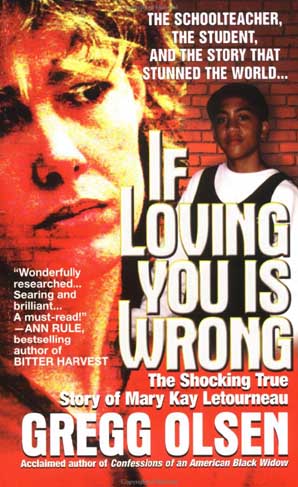 THE SCHOOLTEACHER,
THE STUDENT,
AND THE STORY THAT
STUNNED THE WORLD...
IF
LOVING
YOU IS
WRONG
"Wonderfully
researched...
Searing and
brilliant...
A must-read!"
—ANN RULE,
bestselling
author of
BITTER HARVEST
The Shocking True
Story of Mary Kay Letourneau
GREGG OLSEN
Acclaimed author of Confessions of an American Black Widow